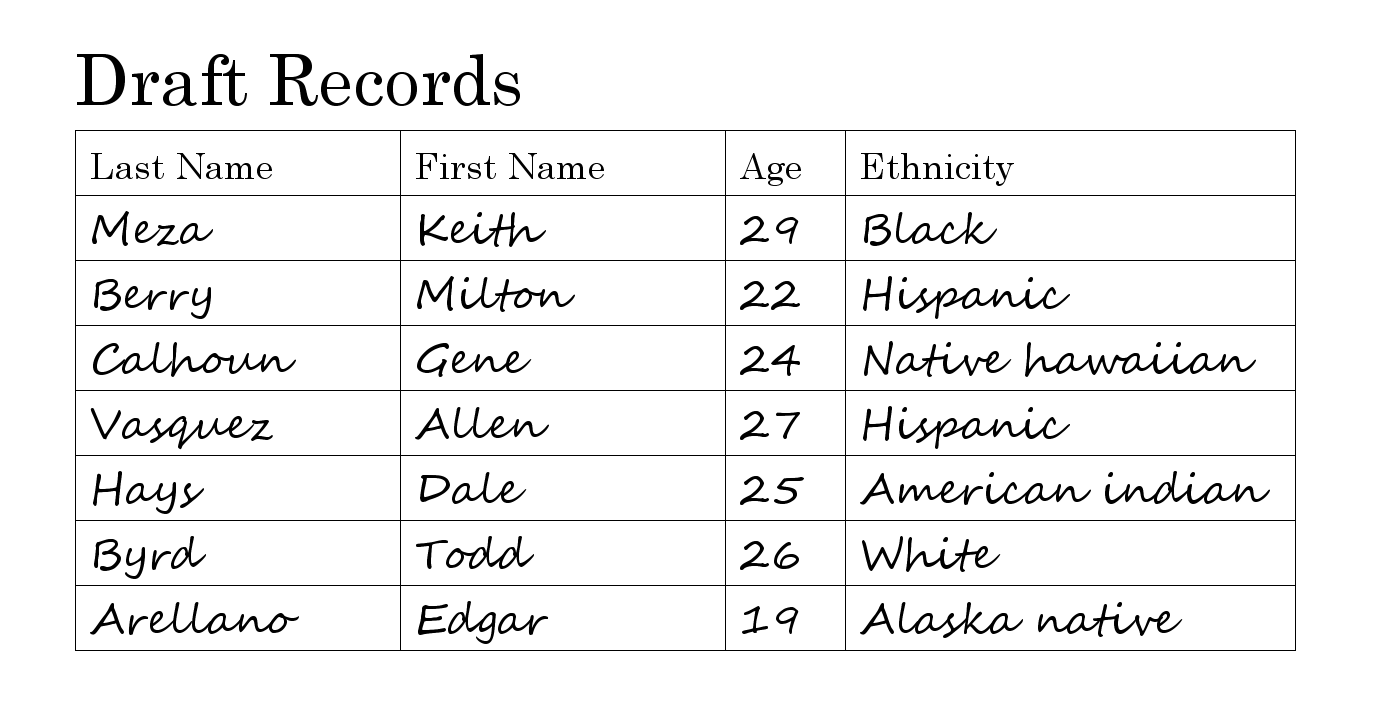 Draft Records
Last Name First Name Age Ethnicity
Meza Keith 29 Black
Berry Milton 22 Hispanic
Calhoun Gene 24 Native hawaiian
Vasquez Allen 27 Hispanic
Hays Dale 25 American indian
Byrd Todd 26 White
Arellano Edgar 19 Alaska native